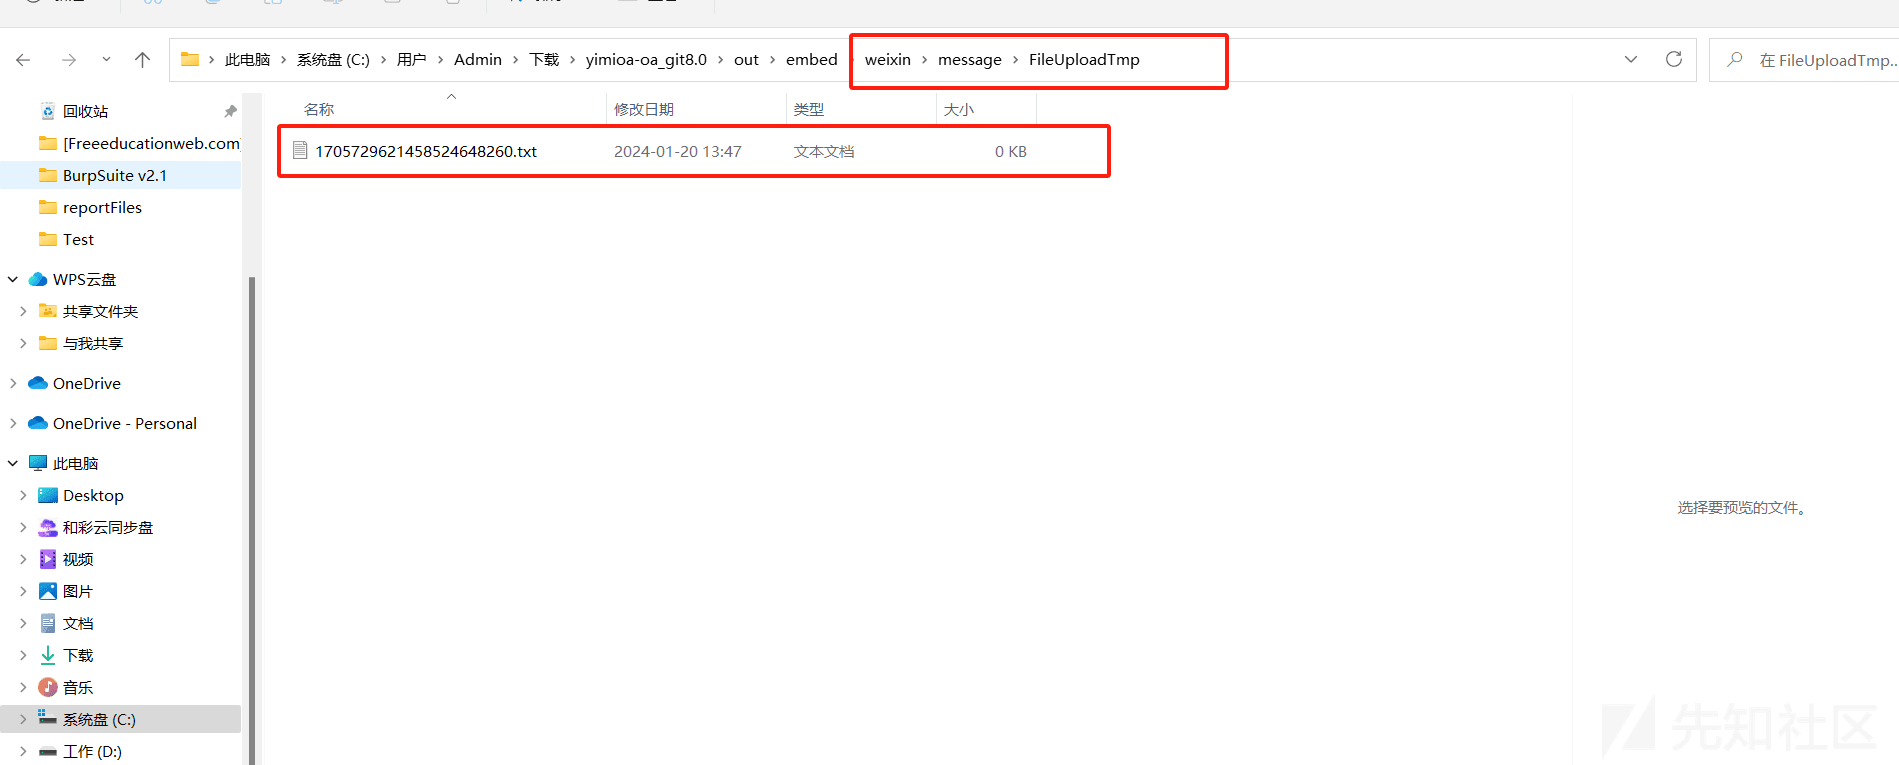 此电脑 > 系统盘 (C:) > 用户 > Admin > 下载 > yimioa-oa_git8.0 > out > embed weixin > message > FileUploadTmp
在 FileUploadTmp...
名称 修改日期 类型 大小
1705729621458524648260.txt 2024-01-20 13:47 文本文档 0 KB
回收站
[Freeeducationweb.com]
BurpSuite v2.1
reportFiles
Test
WPS云盘
共享文件夹
与我共享
OneDrive
OneDrive - Personal
此电脑
Desktop
和彩云同步盘
视频
图片
文档
下载
音乐
系统盘 (C:)
工作 (D:)
选择要预览的文件。
先知社区